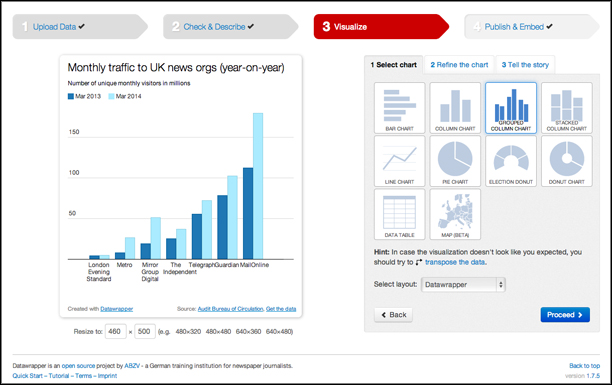 1 Upload Data ✔
2 Check & Describe ✔
3 Visualize
4 Publish & Embed ✔
Monthly traffic to UK news orgs (year-on-year)
Number of unique monthly visitors in millions
Mar 2013 Mar 2014
150
100
50
London Evening Standard
Metro
Mirror Group Digital
The Independent
Telegraph
Guardian
MailOnline
Created with Datawrapper
Source: Audit Bureau of Circulation, Get the data
Resize to: 460 × 500 (e.g. 480×320 480×480 640×360 640×480)
1 Select chart
2 Refine the chart
3 Tell the story
BAR CHART
COLUMN CHART
GROUPED COLUMN CHART
STACKED COLUMN CHART
LINE CHART
PIE CHART
ELECTION DONUT
DONUT CHART
DATA TABLE
MAP (BETA)
Hint: In case the visualization doesn't look like you expected, you
should try to transpose the data.
Select layout: Datawrapper
Back
Proceed
Datawrapper is an open source project by ABZV - a German training institution for newspaper journalists.
Quick Start – Tutorial – Terms – Imprint
Back to top
version 1.7.5